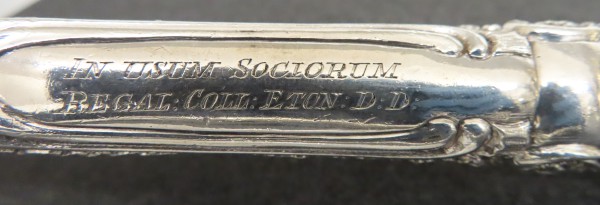 IN USUM SOCIORUM
REGAL: COLL: ETON: D. D.